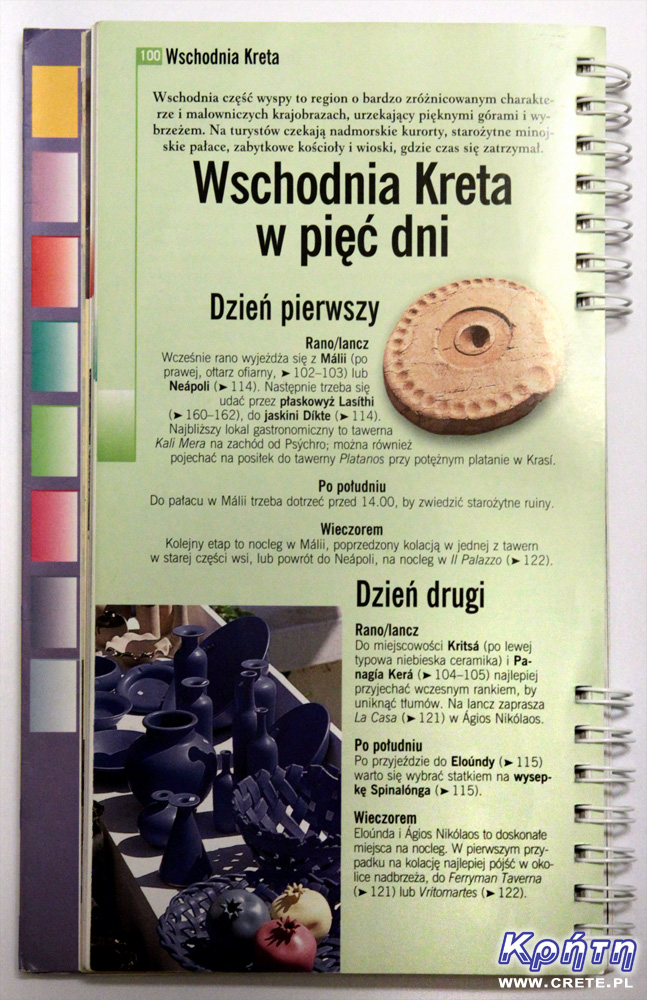 100 Wschodnia Kreta
Wschodnia część wyspy to region o bardzo zróżnicowanym charakte-
rze i malowniczych krajobrazach, urzekający pięknymi górami i wy-
brzeżem. Na turystów czekają nadmorskie kurorty, starożytne minoj-
skie pałace, zabytkowe kościoły i wioski, gdzie czas się zatrzymał.
Wschodnia Kreta
w pięć dni
Dzień pierwszy
Rano/lancz
Wcześnie rano wyjeżdża się z Málii (po
prawej, ołtarz ofiarny, ➤ 102–103) lub
Neápoli (➤ 114). Następnie trzeba się
udać przez płaskowyż Lasíthi
(➤ 160–162), do jaskini Díkte (➤ 114).
Najbliższy lokal gastronomiczny to tawerna
Kali Mera na zachód od Psýchro; można również
pojechać na posiłek do tawerny Platanos przy potężnym platanie w Krasí.
Po południu
Do pałacu w Málii trzeba dotrzeć przed 14.00, by zwiedzić starożytne ruiny.
Wieczorem
Kolejny etap to nocleg w Málii, poprzedzony kolacją w jednej z tawern
w starej części wsi, lub powrót do Neápoli, na nocleg w Il Palazzo (➤ 122).
Dzień drugi
Rano/lancz
Do miejscowości Kritsá (po lewej
typowa niebieska ceramika) i Pa-
nagía Kerá (➤ 104–105) najlepiej
przyjechać wczesnym rankiem, by
uniknąć tłumów. Na lancz zaprasza
La Casa (➤ 121) w Ágios Nikólaos.
Po południu
Po przyjeździe do Eloúndy (➤ 115)
warto się wybrać statkiem na wysep-
kę Spinalónga (➤ 115).
Wieczorem
Eloúnda i Ágios Nikólaos to doskonałe
miejsca na nocleg. W pierwszym przy-
padku na kolację najlepiej pójść w oko-
lice nadbrzeża, do Ferryman Taverna
(➤ 121) lub Vritomartes (➤ 122).
Κρήτη
WWW.CRETE.PL